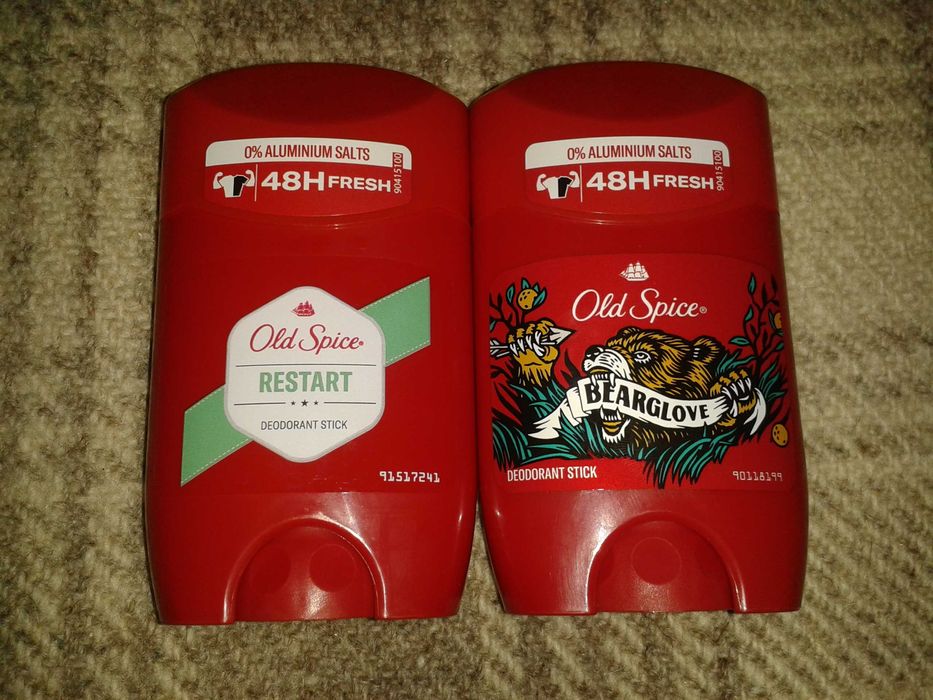 0% ALUMINIUM SALTS
48H FRESH
90415100
Old Spice®
RESTART
DEODORANT STICK
91517241
0% ALUMINIUM SALTS
48H FRESH
90415100
Old Spice®
BEARGLOVE
DEODORANT STICK
90118199